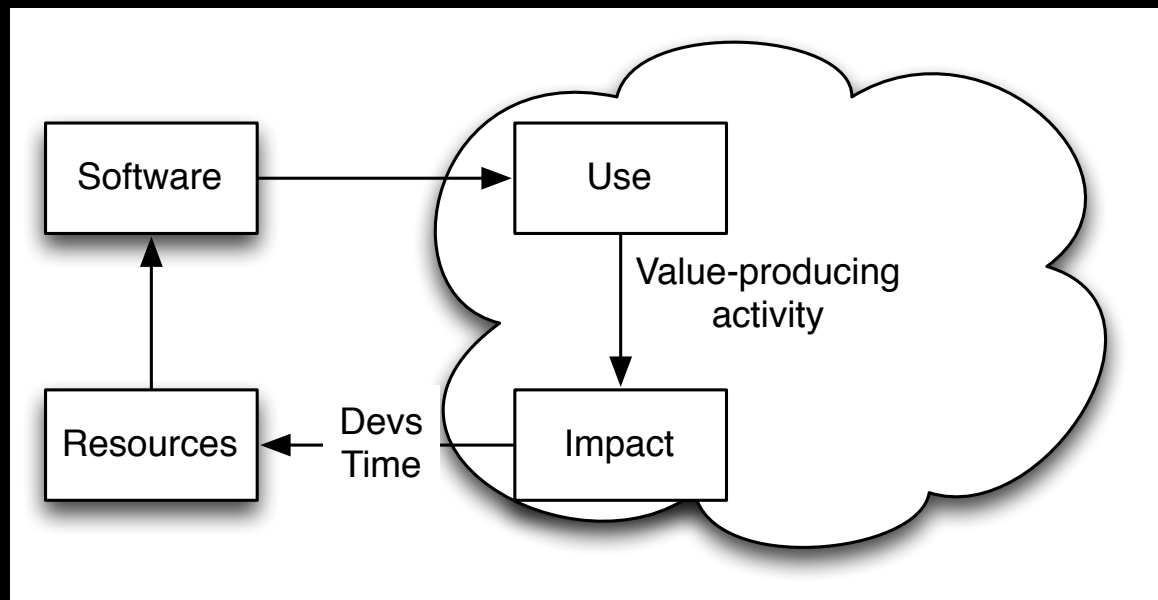 Software
Use
Value-producing
activity
Resources
Devs
Time
Impact